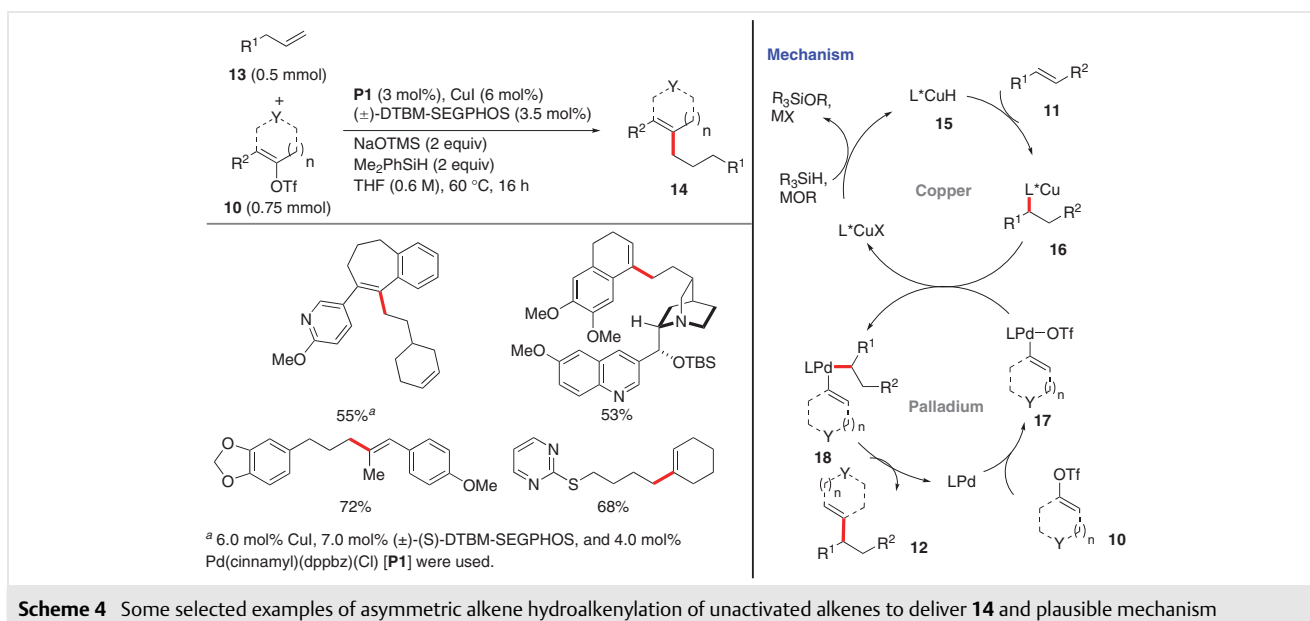 R¹
13 (0.5 mmol)
+
Y
R²
( )n
OTf
10 (0.75 mmol)
P1 (3 mol%), CuI (6 mol%)
(±)-DTBM-SEGPHOS (3.5 mol%)
NaOTMS (2 equiv)
Me₂PhSiH (2 equiv)
THF (0.6 M), 60 °C, 16 h
Y
R²
( )n
R¹
14
N
MeO
55%ᵃ
MeO
OMe
H
N
MeO
OTBS
N
53%
O
O
Me
OMe
72%
N
N
S
68%
ᵃ 6.0 mol% CuI, 7.0 mol% (±)-(S)-DTBM-SEGPHOS, and 4.0 mol%
Pd(cinnamyl)(dppbz)(Cl) [P1] were used.
Mechanism
R₃SiOR,
MX
L*CuH
15
R¹
R²
11
R₃SiH,
MOR
Copper
L*Cu
R¹
R²
16
L*CuX
LPd
R¹
R²
Y
( )n
18
Palladium
LPd
OTf
Y
( )n
17
LPd
Y
(r)n
R¹
R²
12
OTf
Y
( )n
10
Scheme 4 Some selected examples of asymmetric alkene hydroalkenylation of unactivated alkenes to deliver 14 and plausible mechanism